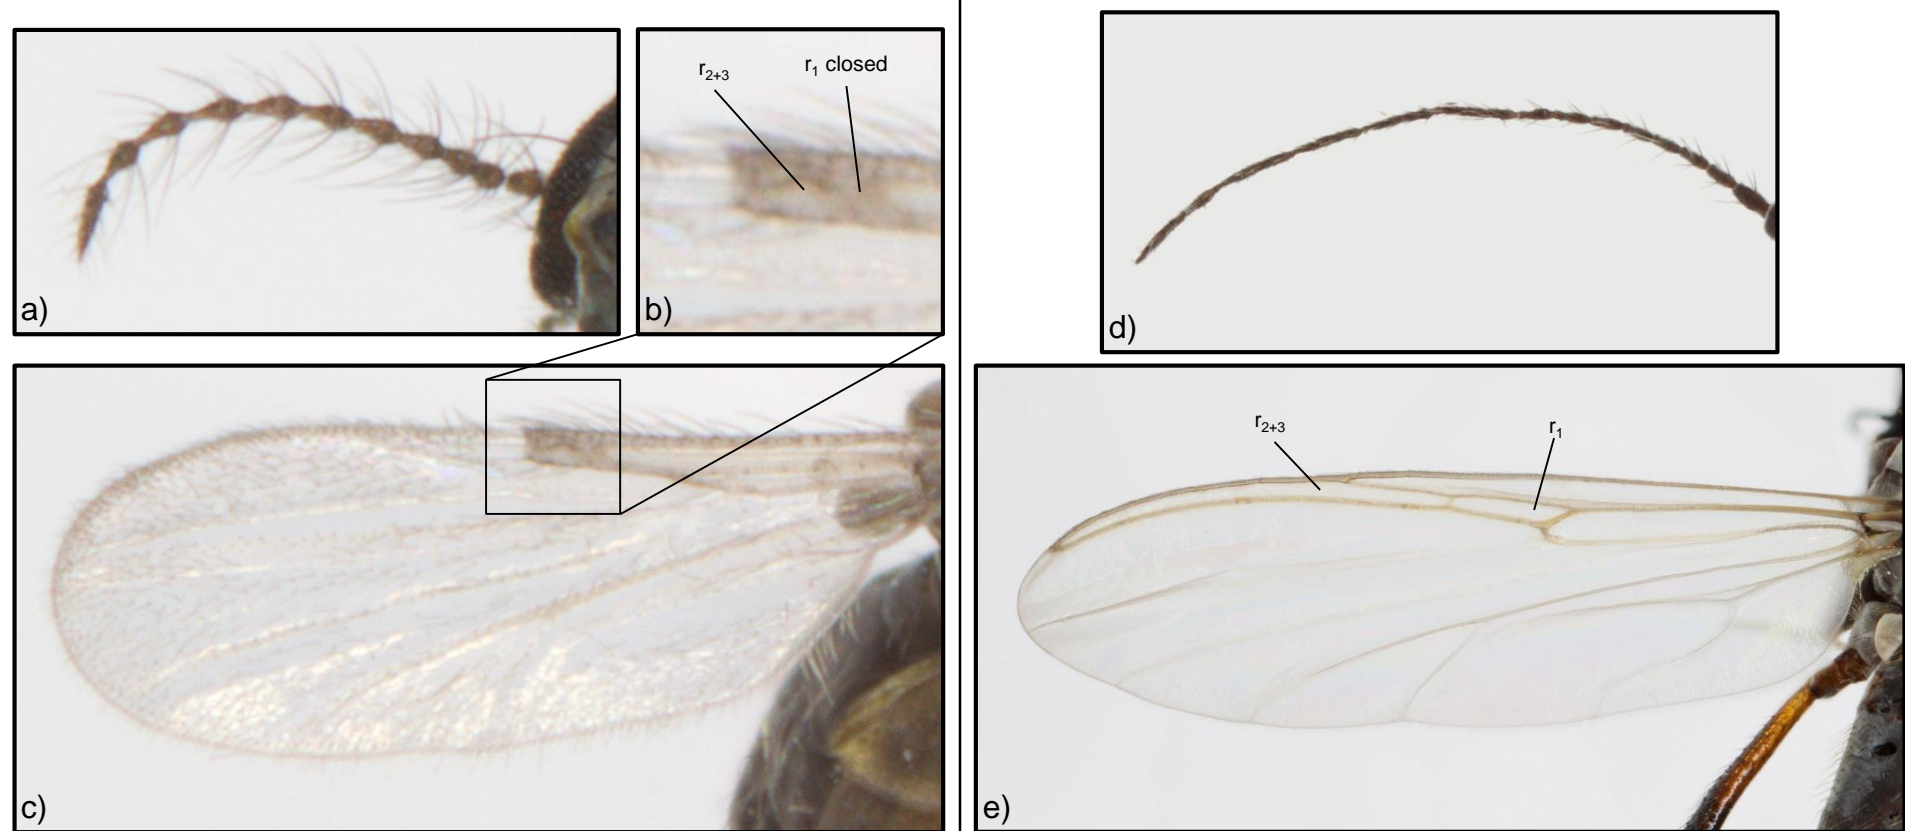 r2+3
r1 closed
a)
b)
d)
r2+3
r1
c)
e)